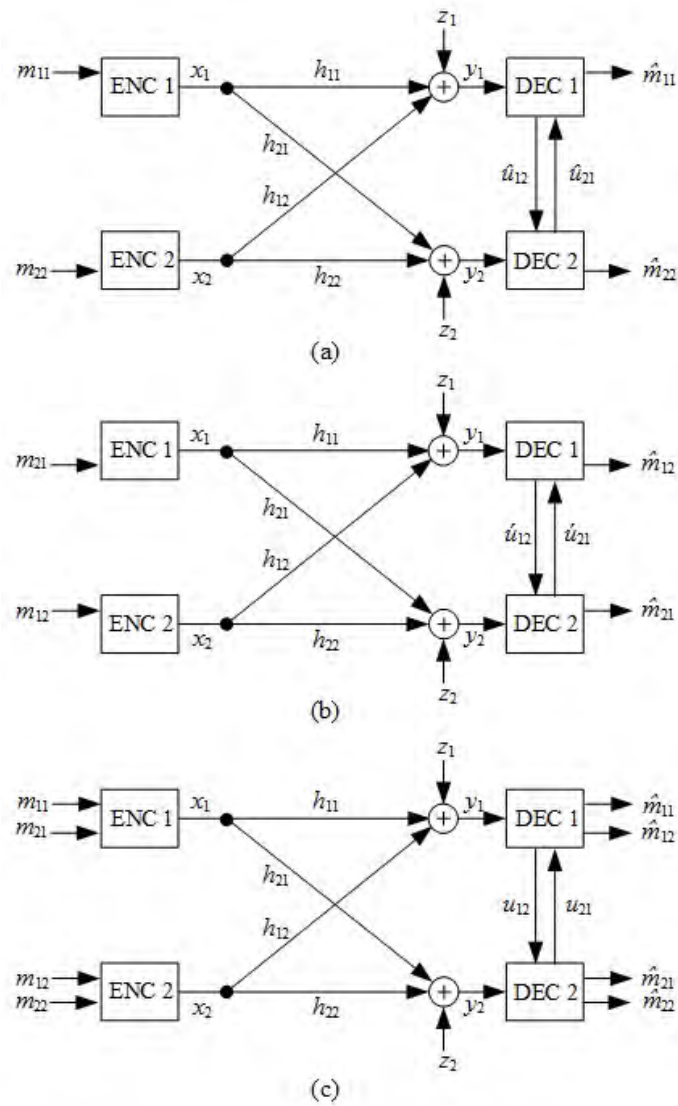 z₁
m₁₁ ENC 1 x₁ h₁₁ + y₁ DEC 1 m̂₁₁
h₂₁ û₁₂ û₂₁
h₁₂
m₂₂ ENC 2 x₂ h₂₂ + y₂ DEC 2 m̂₂₂
z₂
(a)
z₁
m₂₁ ENC 1 x₁ h₁₁ + y₁ DEC 1 m̂₁₂
h₂₁ ú₁₂ ú₂₁
h₁₂
m₁₂ ENC 2 x₂ h₂₂ + y₂ DEC 2 m̂₂₁
z₂
(b)
z₁
m₁₁ ENC 1 x₁ h₁₁ + y₁ DEC 1 m̂₁₁
m₂₁ m̂₁₂
h₂₁ u₁₂ u₂₁
h₁₂
m₁₂ ENC 2 x₂ h₂₂ + y₂ DEC 2 m̂₂₁
m₂₂ m̂₂₂
z₂
(c)